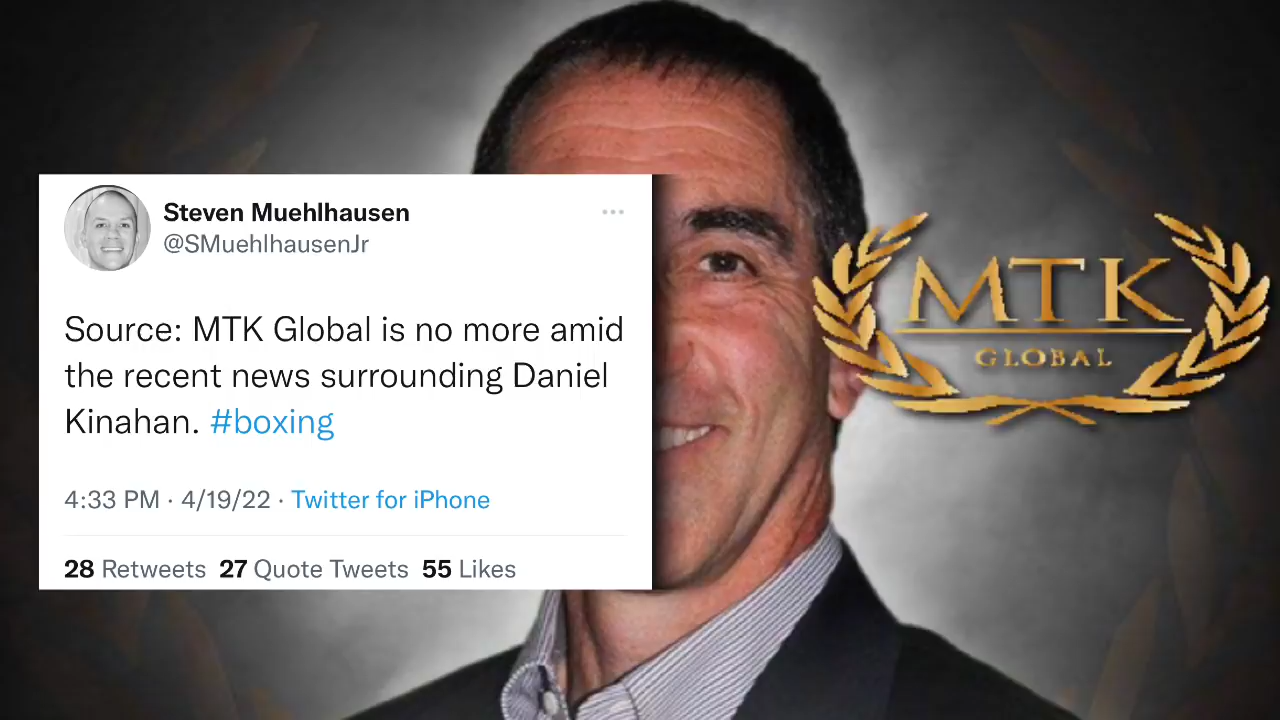 Steven Muehlhausen
@SMuehlhausenJr
Source: MTK Global is no more amid
the recent news surrounding Daniel
Kinahan. #boxing
4:33 PM · 4/19/22 · Twitter for iPhone
28 Retweets 27 Quote Tweets 55 Likes
MTK
GLOBAL